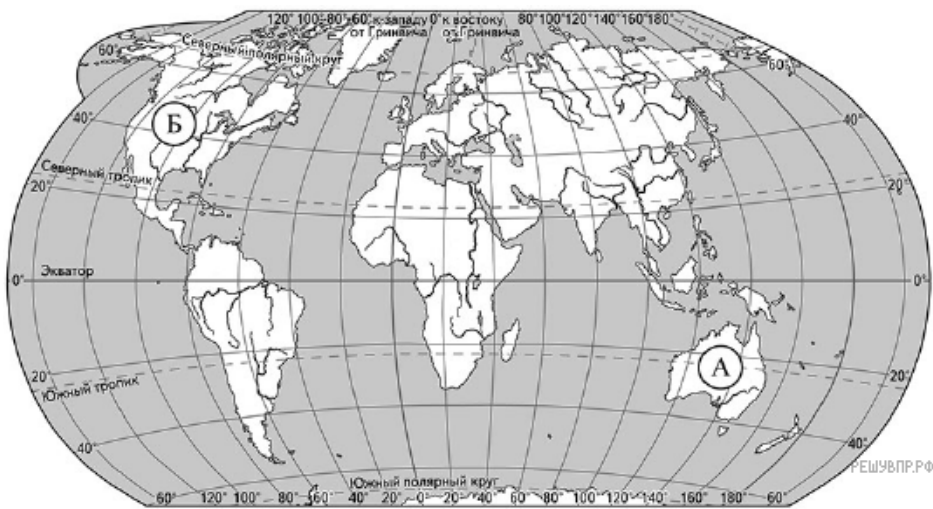 120° 100°-80°-60° к западу 0° к востоку 80°100°120° 140° 160°180°
от Гринвича от Гринвича
60° Северный полярный круг 60°
40° 40°
Б
Северный тропик
20° 20°
Экватор
0° 0°
А
20° 20°
Южный тропик
40° 40°
РЕШУВПР.РФ
Южный полярный круг
60° 120° 100° 80° 60° 40° 20° 0° 20° 40° 60° 80° 100° 120° 140° 160° 180° 60°